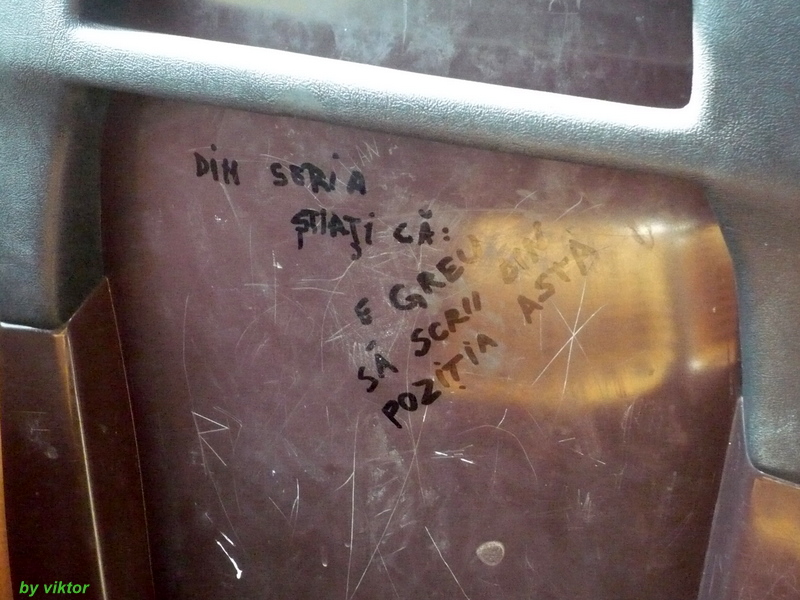 DIN SERIA
ȘTIAȚI CĂ:
E GREU
SĂ SCRII DIN
POZIȚIA ASTA
by viktor